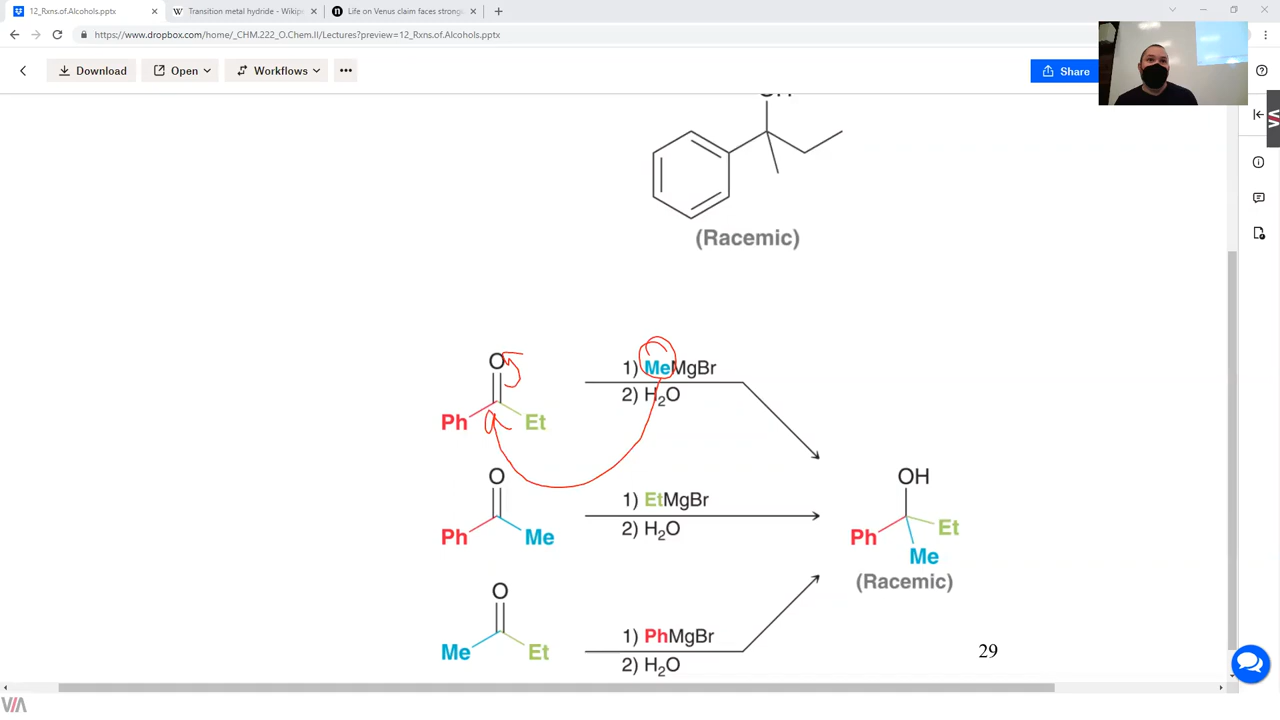 12_Rxns.of.Alcohols.pptx
Transition metal hydride - Wikip
Life on Venus claim faces strong
https://www.dropbox.com/home/_CHM.222_O.Chem.II/Lectures?preview=12_Rxns.of.Alcohols.pptx
Download
Open
Workflows
Share
OH
(Racemic)
O
Ph
Et
1) MeMgBr
2) H₂O
O
Ph
Me
1) EtMgBr
2) H₂O
OH
Ph
Et
Me
(Racemic)
O
Me
Et
1) PhMgBr
2) H₂O
29
VIA